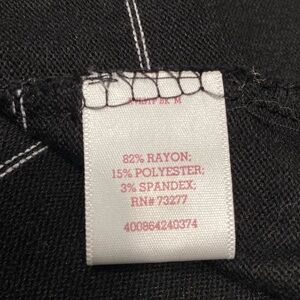 M
82% RAYON;
15% POLYESTER;
3% SPANDEX;
RN# 73277
400864240374